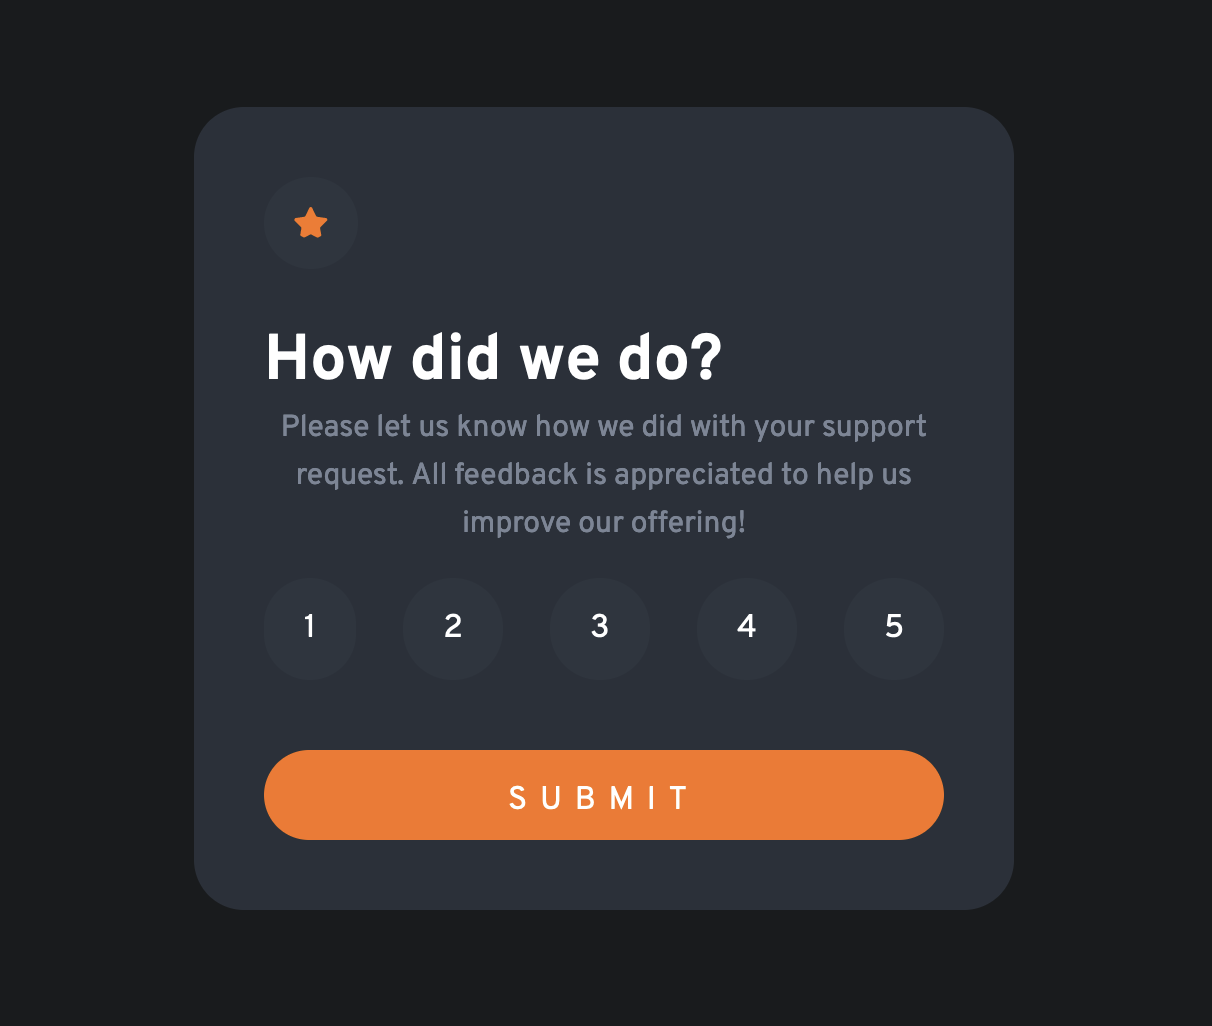 How did we do?
Please let us know how we did with your support
request. All feedback is appreciated to help us
improve our offering!
1 2 3 4 5
SUBMIT